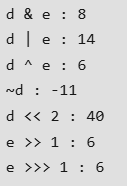 d & e : 8
d | e : 14
d ^ e : 6
~d : -11
d << 2 : 40
e >> 1 : 6
e >>> 1 : 6